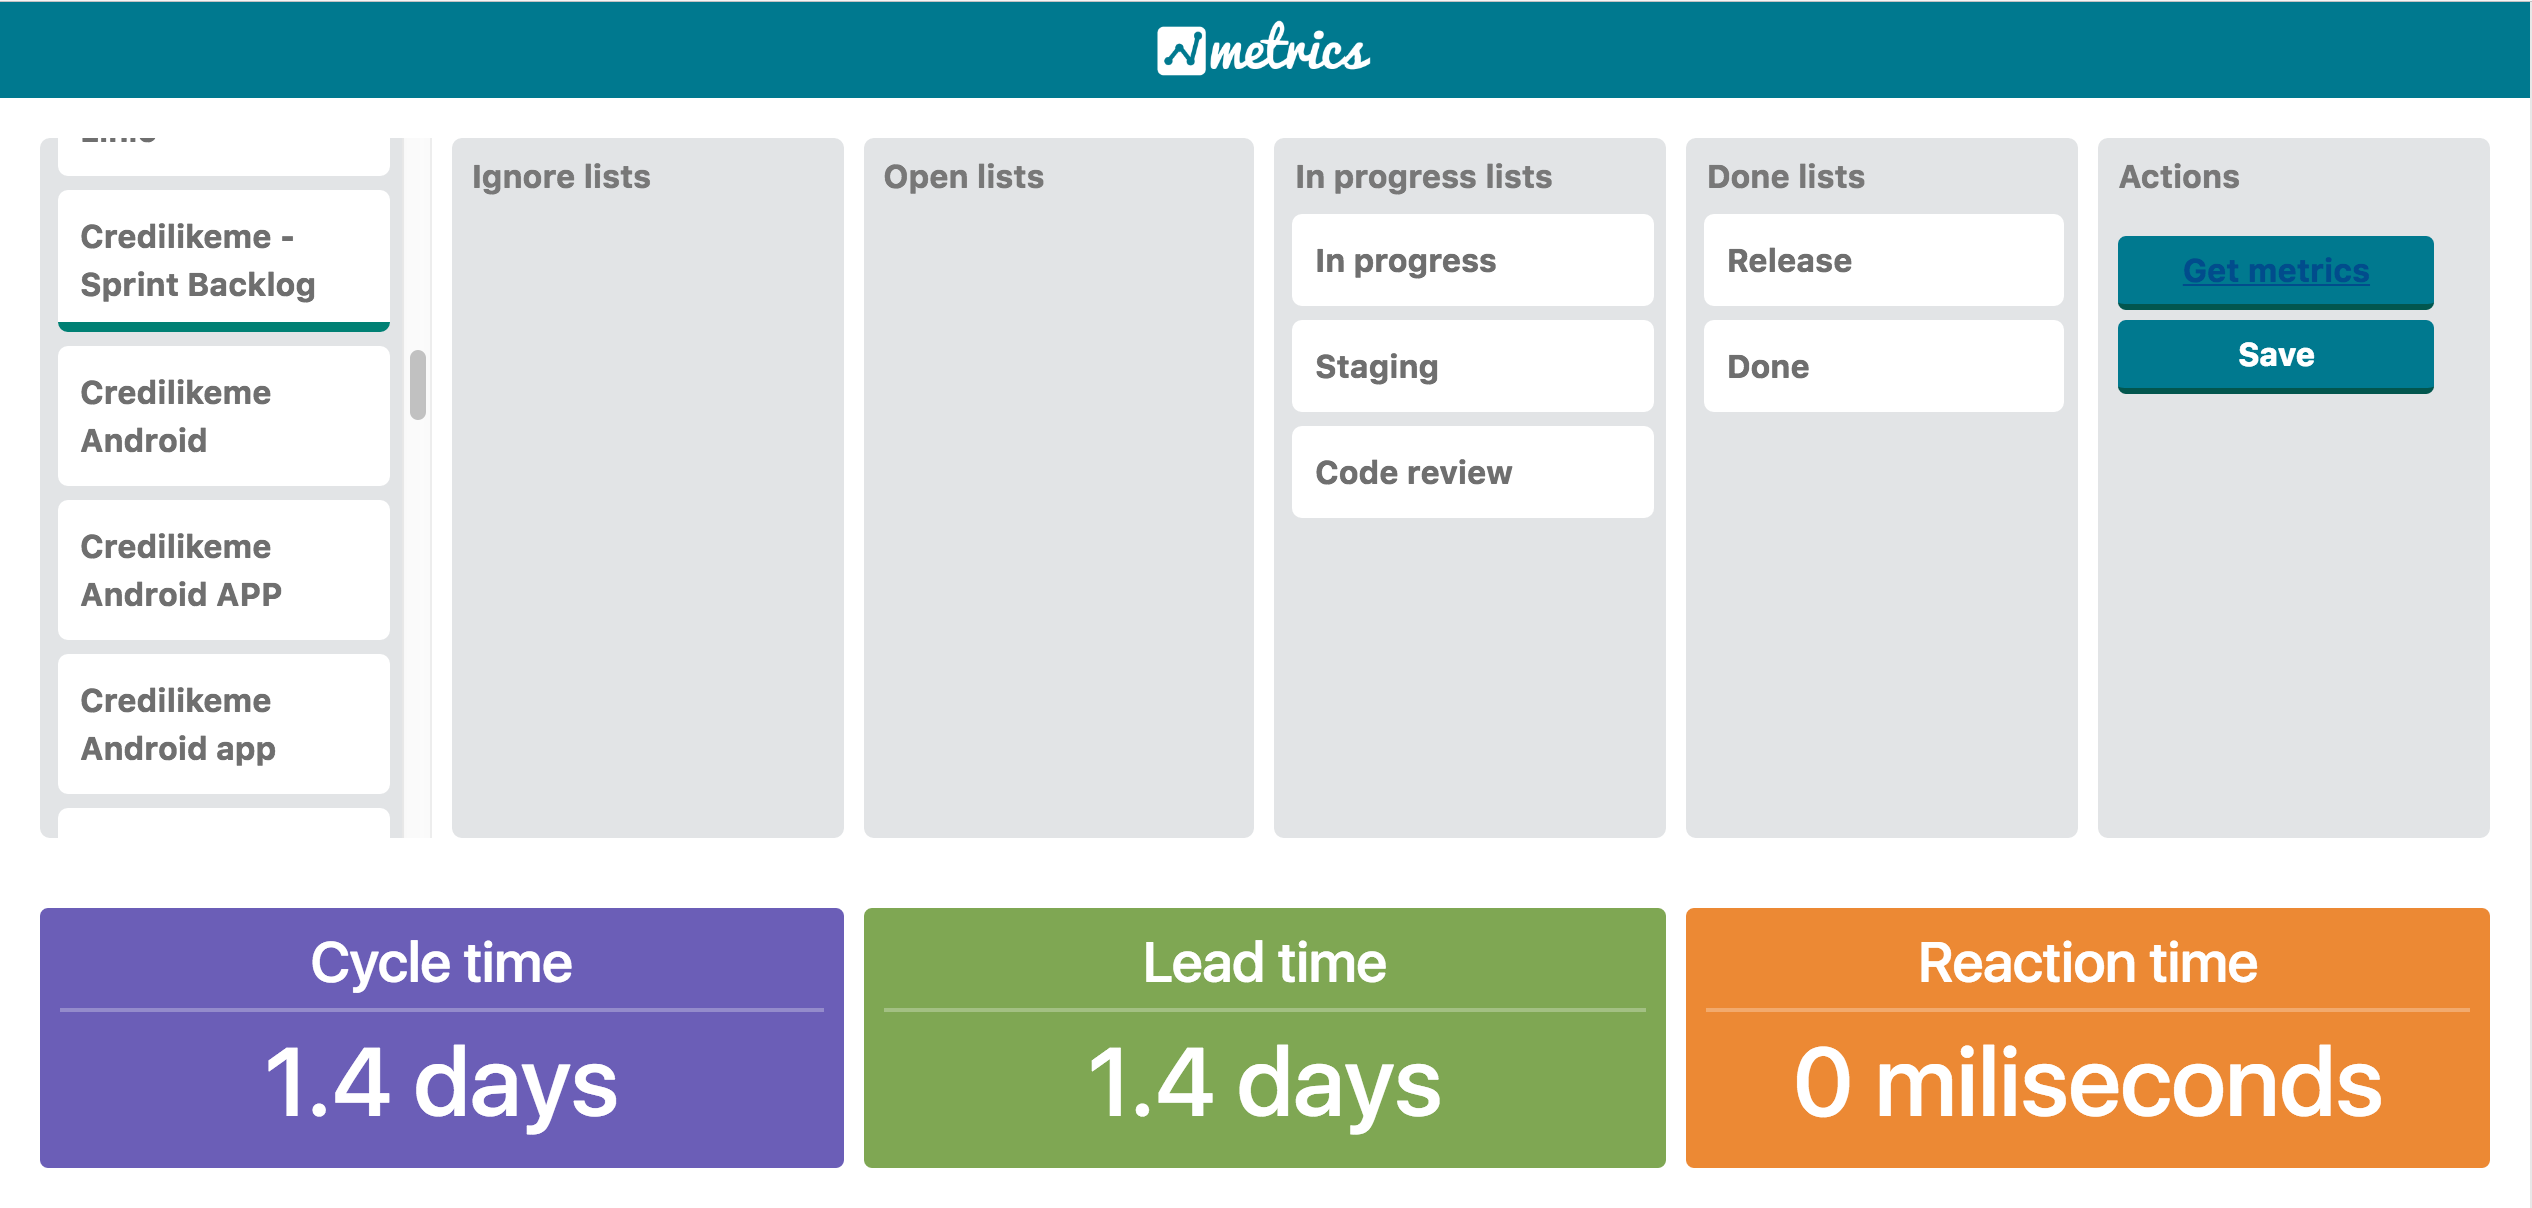 metrics
Credilikeme -
Sprint Backlog
Credilikeme
Android
Credilikeme
Android APP
Credilikeme
Android app
Ignore lists
Open lists
In progress lists
In progress
Staging
Code review
Done lists
Release
Done
Actions
Get metrics
Save
Cycle time
1.4 days
Lead time
1.4 days
Reaction time
0 miliseconds